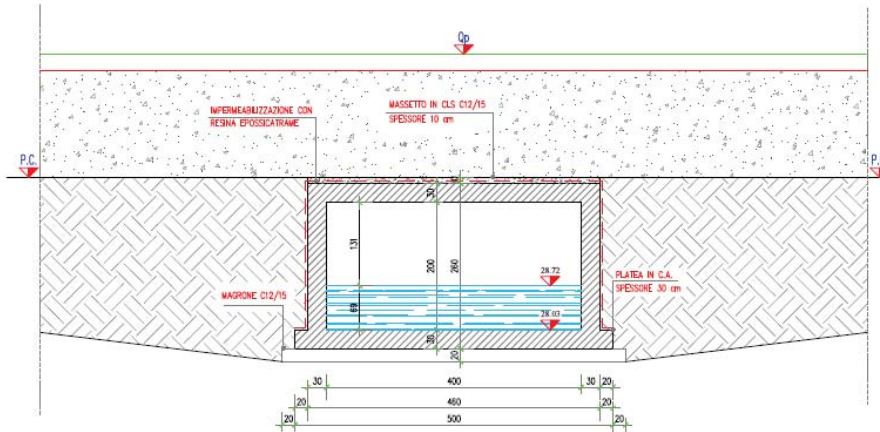 Qp
IMPERMEABILIZZAZIONE CON
RESINA EPOSSICATRAME
MASSETTO IN CLS C12/15
SPESSORE 10 cm
P.C.
P.
30
131
200
260
28.72
PLATEA IN C.A.
SPESSORE 30 cm
MAGRONE C12/15
69
28.03
30
20
30 400 30 20
20 460 20
20 500 20